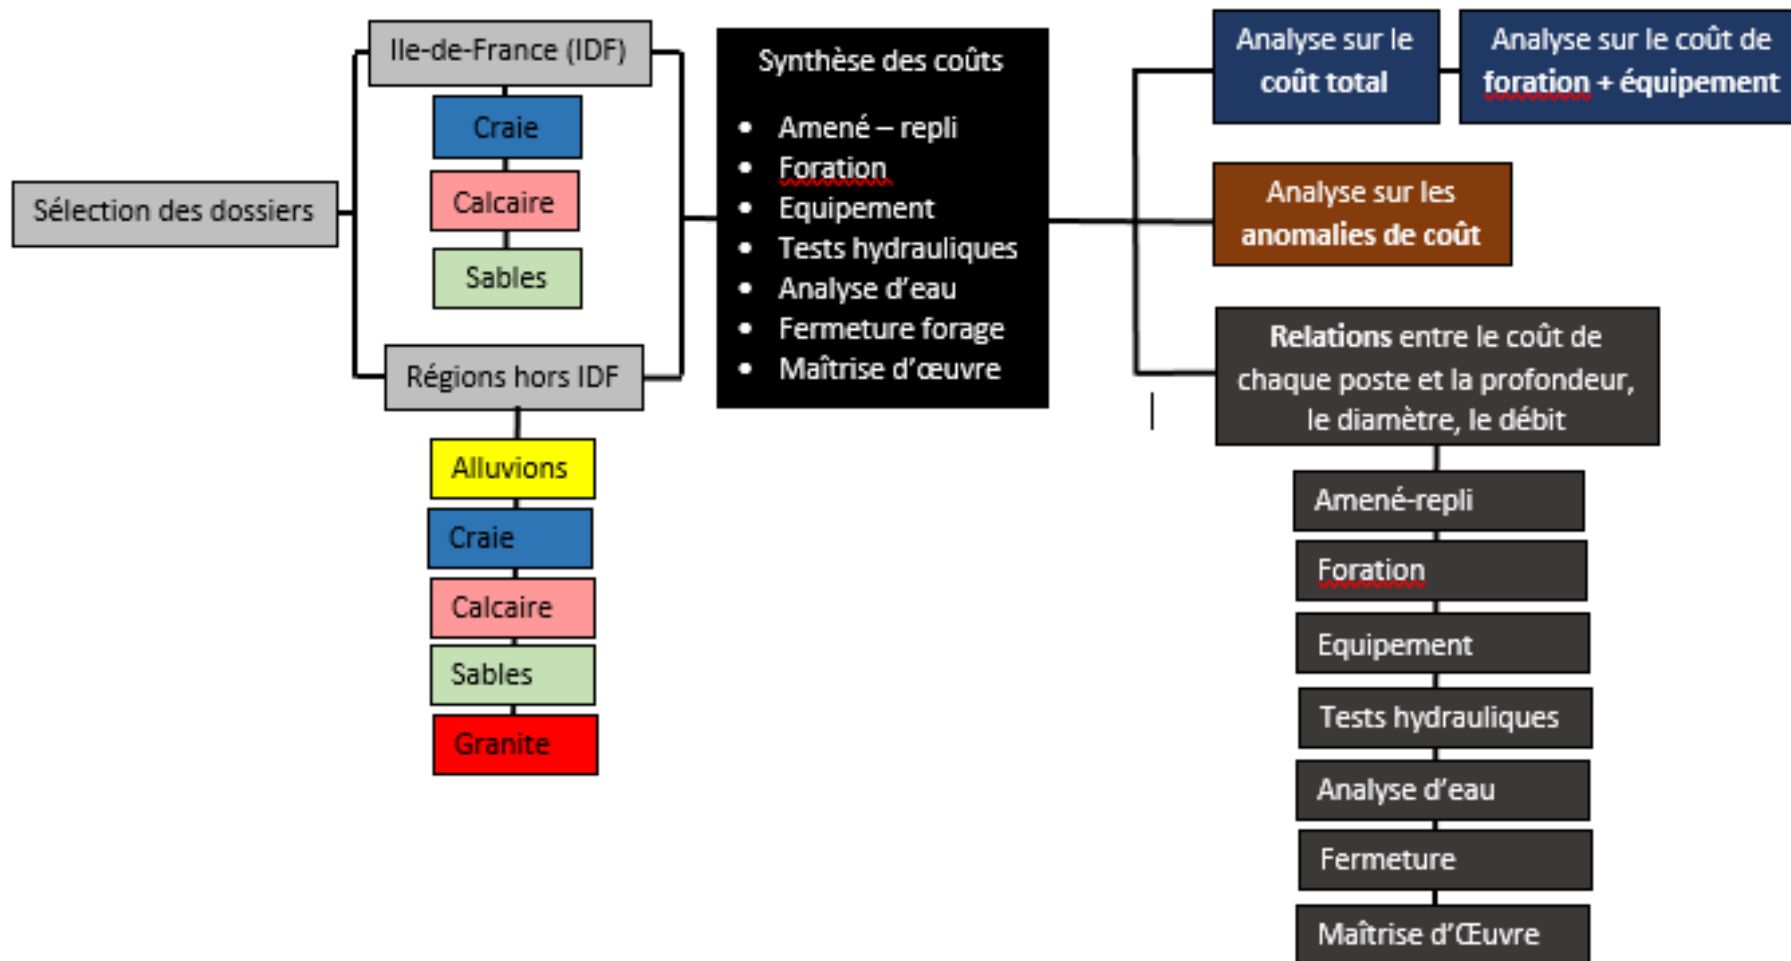 Sélection des dossiers
Ile-de-France (IDF)
Craie
Calcaire
Sables
Régions hors IDF
Alluvions
Craie
Calcaire
Sables
Granite
Synthèse des coûts
• Amené – repli
• Foration
• Equipement
• Tests hydrauliques
• Analyse d’eau
• Fermeture forage
• Maîtrise d’œuvre
Analyse sur le
coût total
Analyse sur le coût de
foration + équipement
Analyse sur les
anomalies de coût
Relations entre le coût de
chaque poste et la profondeur,
le diamètre, le débit
Amené-repli
Foration
Equipement
Tests hydrauliques
Analyse d’eau
Fermeture
Maîtrise d’Œuvre